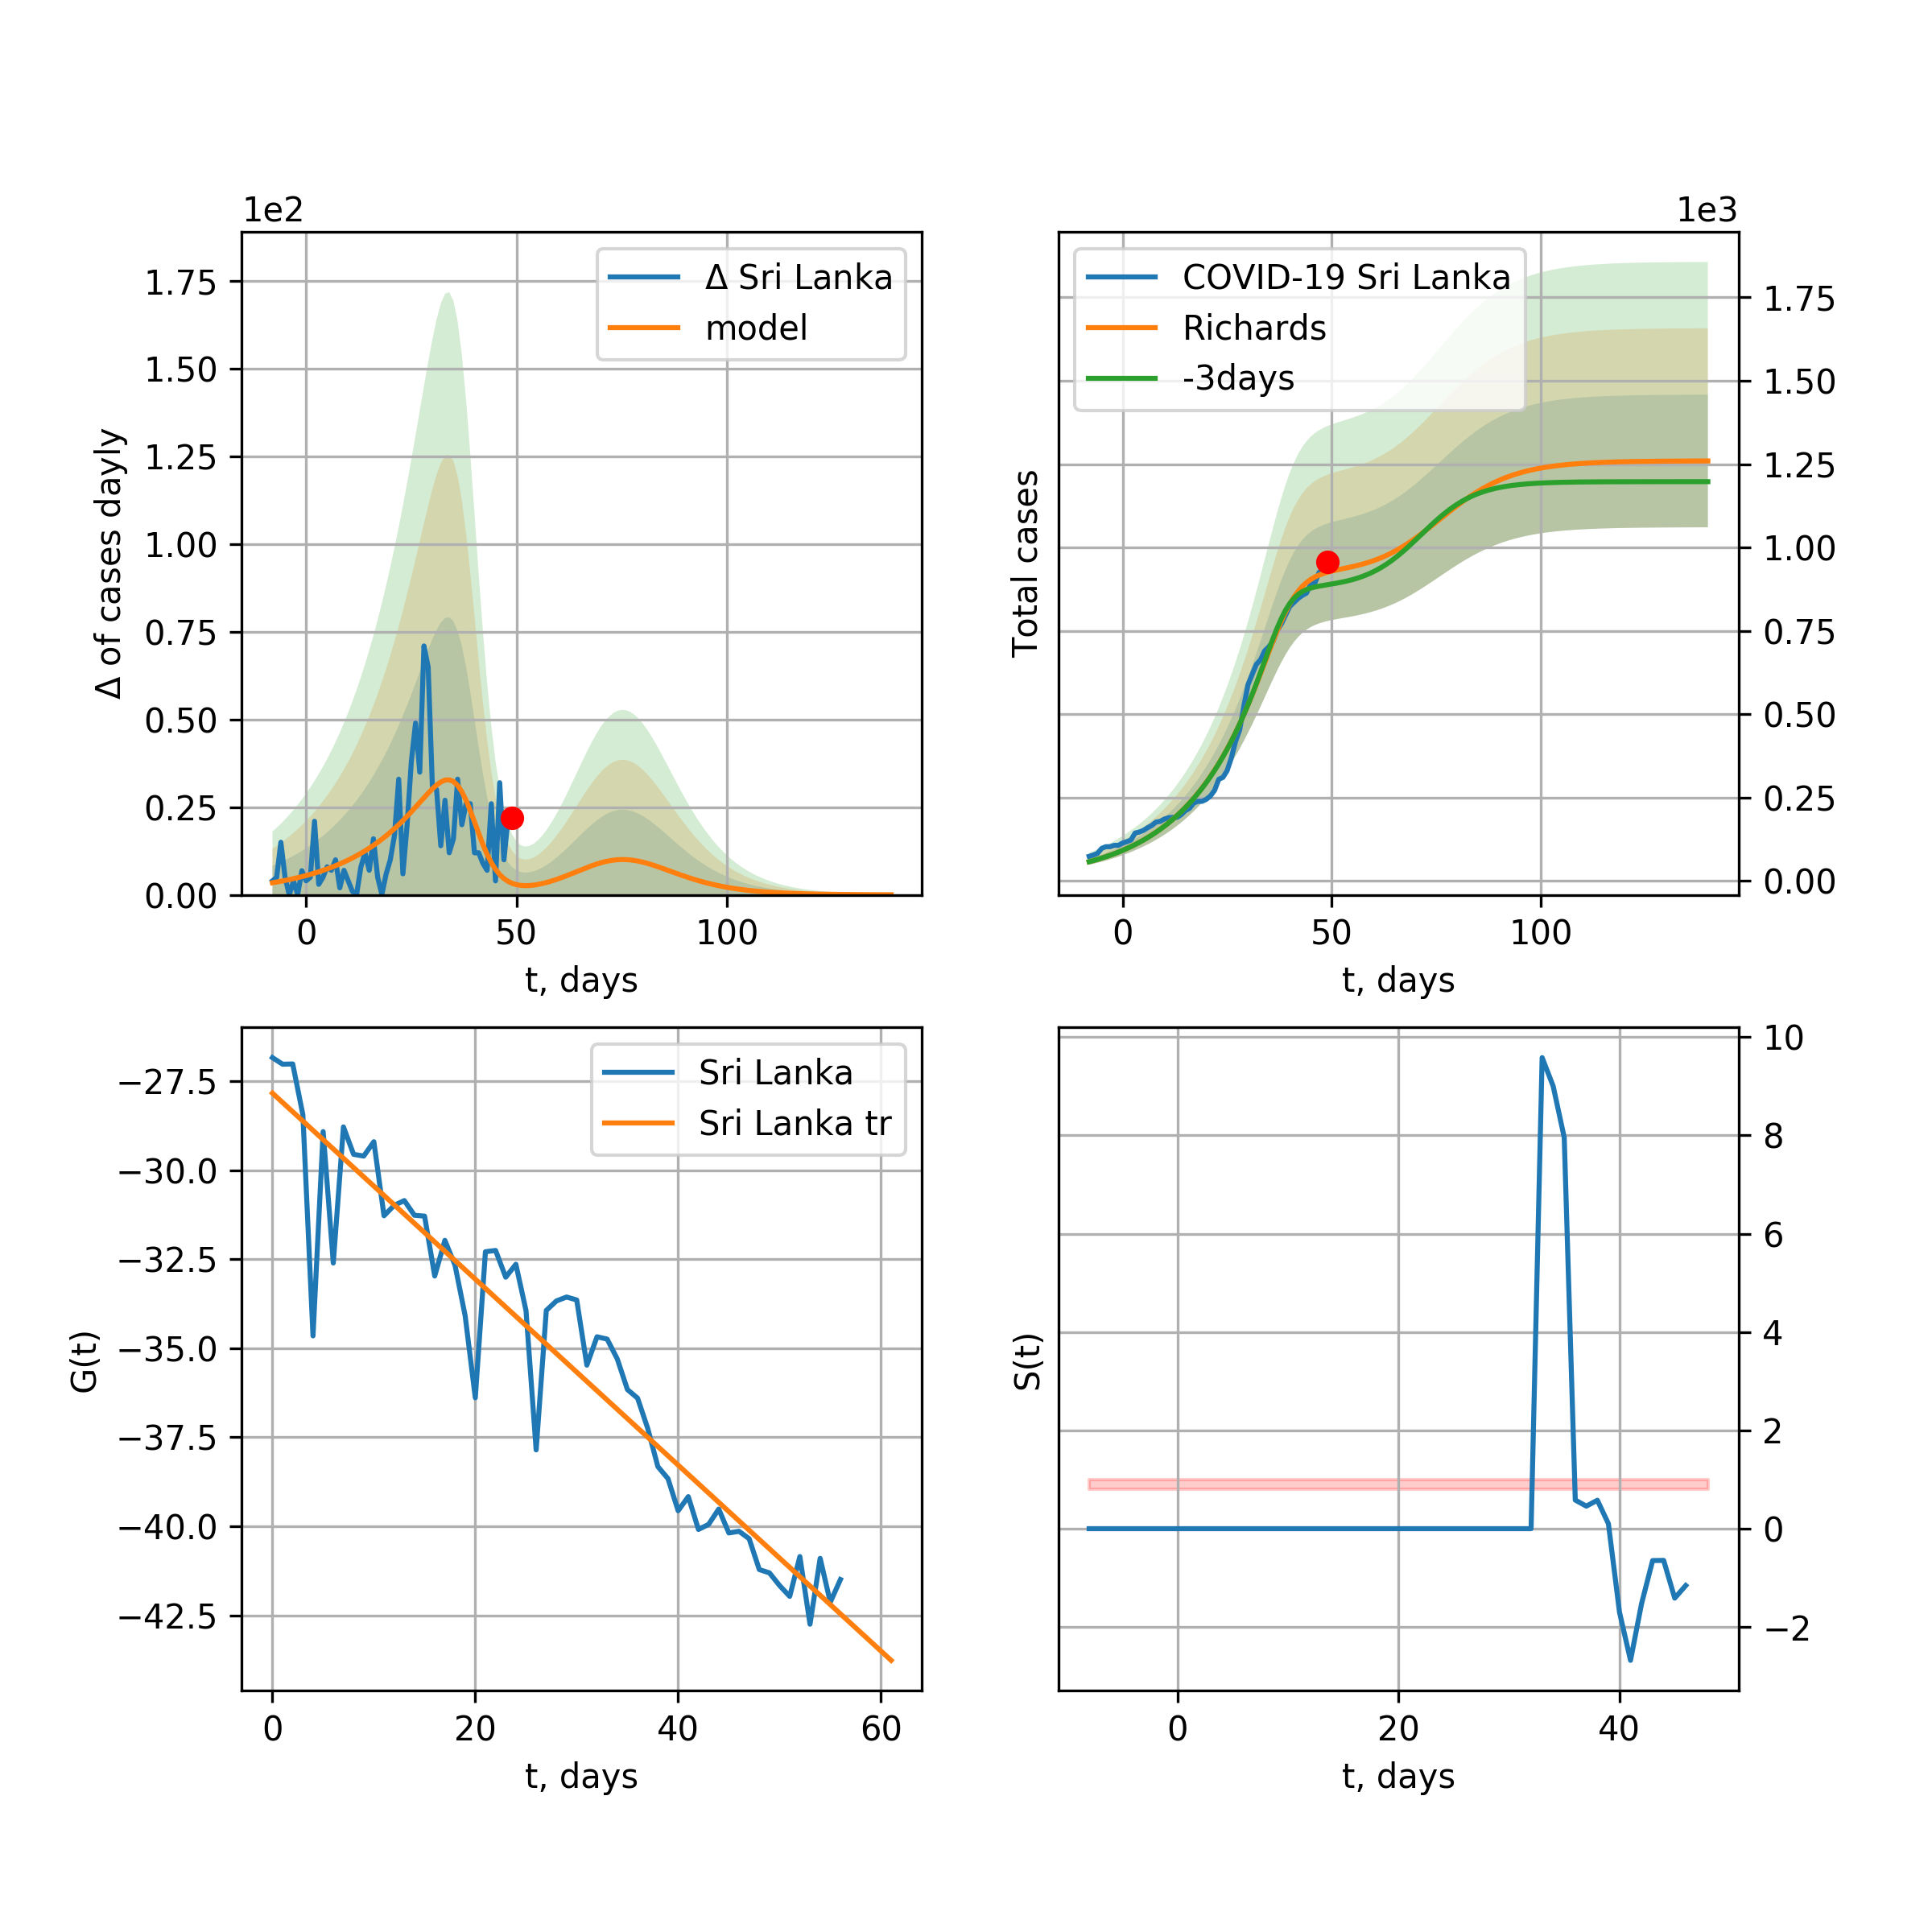 1e2
Δ Sri Lanka
model
1.75
1.50
1.25
1.00
0.75
0.50
0.25
0.00
Δ of cases dayly
0 50 100
t, days
1e3
COVID-19 Sri Lanka
Richards
-3days
1.75
1.50
1.25
1.00
0.75
0.50
0.25
0.00
Total cases
0 50 100
t, days
Sri Lanka
Sri Lanka tr
−27.5
−30.0
−32.5
−35.0
−37.5
−40.0
−42.5
G(t)
0 20 40 60
t, days
10
8
6
4
2
0
−2
S(t)
0 20 40
t, days